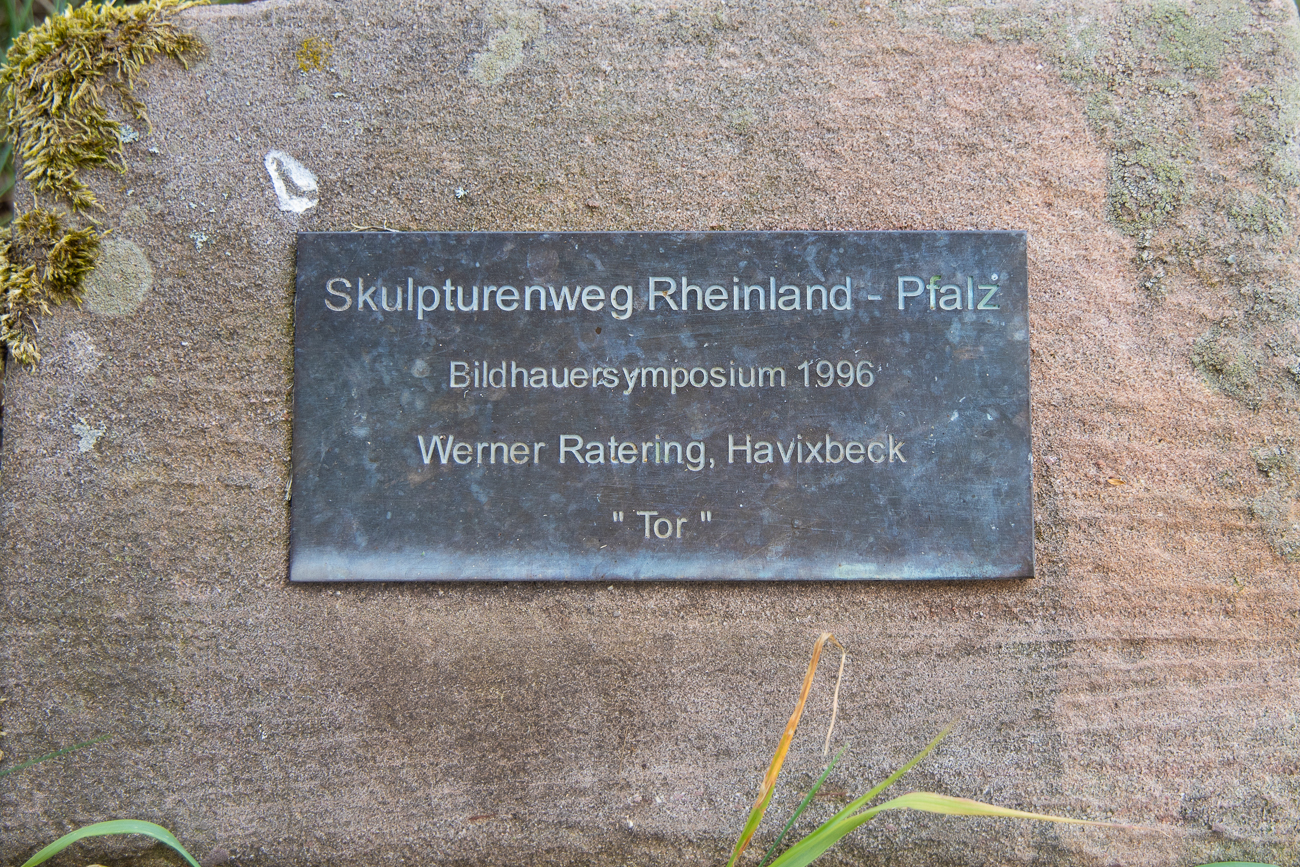 Skulpturenweg Rheinland - Pfalz
Bildhauersymposium 1996
Werner Ratering, Havixbeck
" Tor "